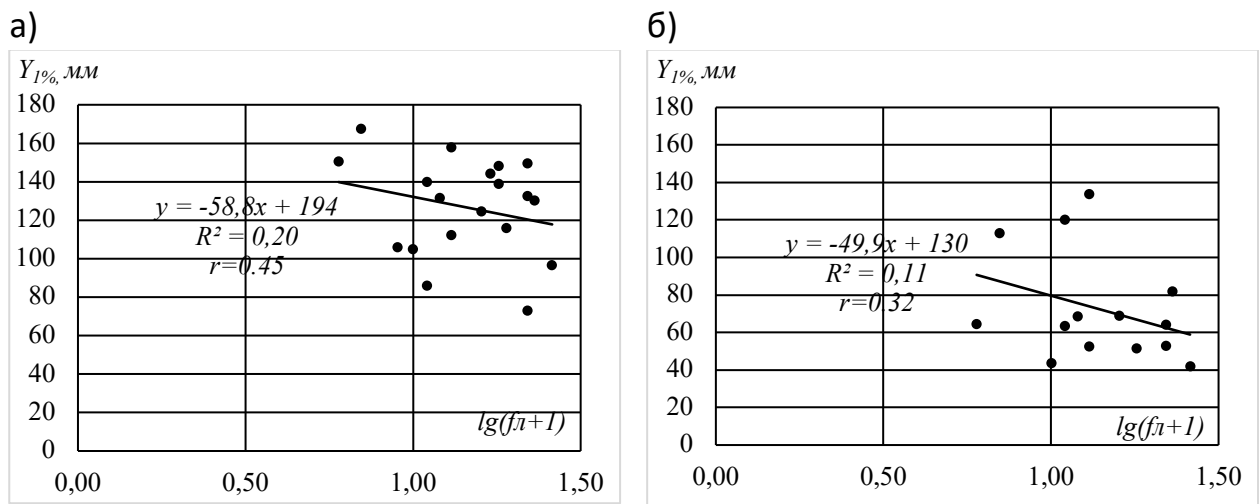 а)
Y1%, мм
180
160
140
120
100
80
60
40
20
0
y = -58,8x + 194
R² = 0,20
r=0.45
lg(fл+1)
0,00 0,50 1,00 1,50
б)
Y1%, мм
180
160
140
120
100
80
60
40
20
0
y = -49,9x + 130
R² = 0,11
r=0.32
lg(fл+1)
0,00 0,50 1,00 1,50